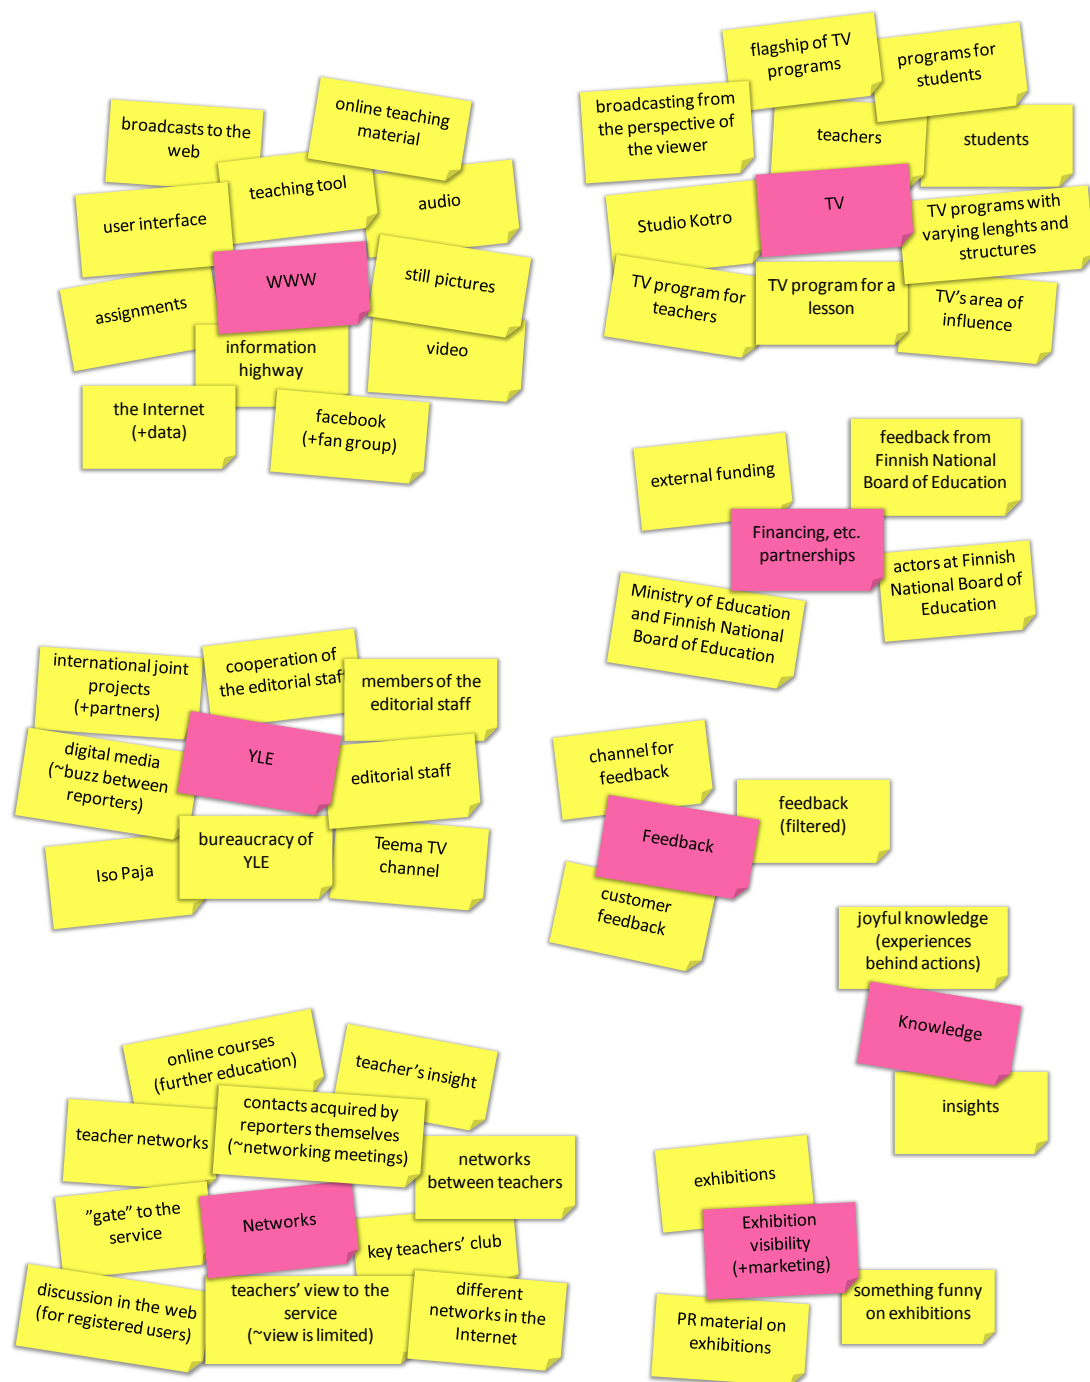 broadcasts to the
web
online teaching
material
teaching tool
audio
user interface
WWW
still pictures
assignments
information
highway
video
the Internet
(+data)
facebook
(+fan group)
flagship of TV
programs
programs for
students
broadcasting from
the perspective of
the viewer
teachers
students
Studio Kotro
TV
TV programs with
varying lenghts and
structures
TV program for
teachers
TV program for a
lesson
TV's area of
influence
external funding
feedback from
Finnish National
Board of Education
Financing, etc.
partnerships
actors at Finnish
National Board of
Education
Ministry of Education
and Finnish National
Board of Education
international joint
projects
(+partners)
cooperation of
the editorial staff
members of the
editorial staff
digital media
(~buzz between
reporters)
YLE
editorial staff
Iso Paja
bureaucracy of
YLE
Teema TV
channel
channel for
feedback
feedback
(filtered)
Feedback
customer
feedback
joyful knowledge
(experiences
behind actions)
Knowledge
insights
online courses
(further education)
teacher's insight
teacher networks
contacts acquired by
reporters themselves
(~networking meetings)
networks
between teachers
"gate" to the
service
Networks
key teachers' club
discussion in the web
(for registered users)
teachers' view to the
service
(~view is limited)
different
networks in the
Internet
exhibitions
Exhibition
visibility
(+marketing)
something funny
on exhibitions
PR material on
exhibitions